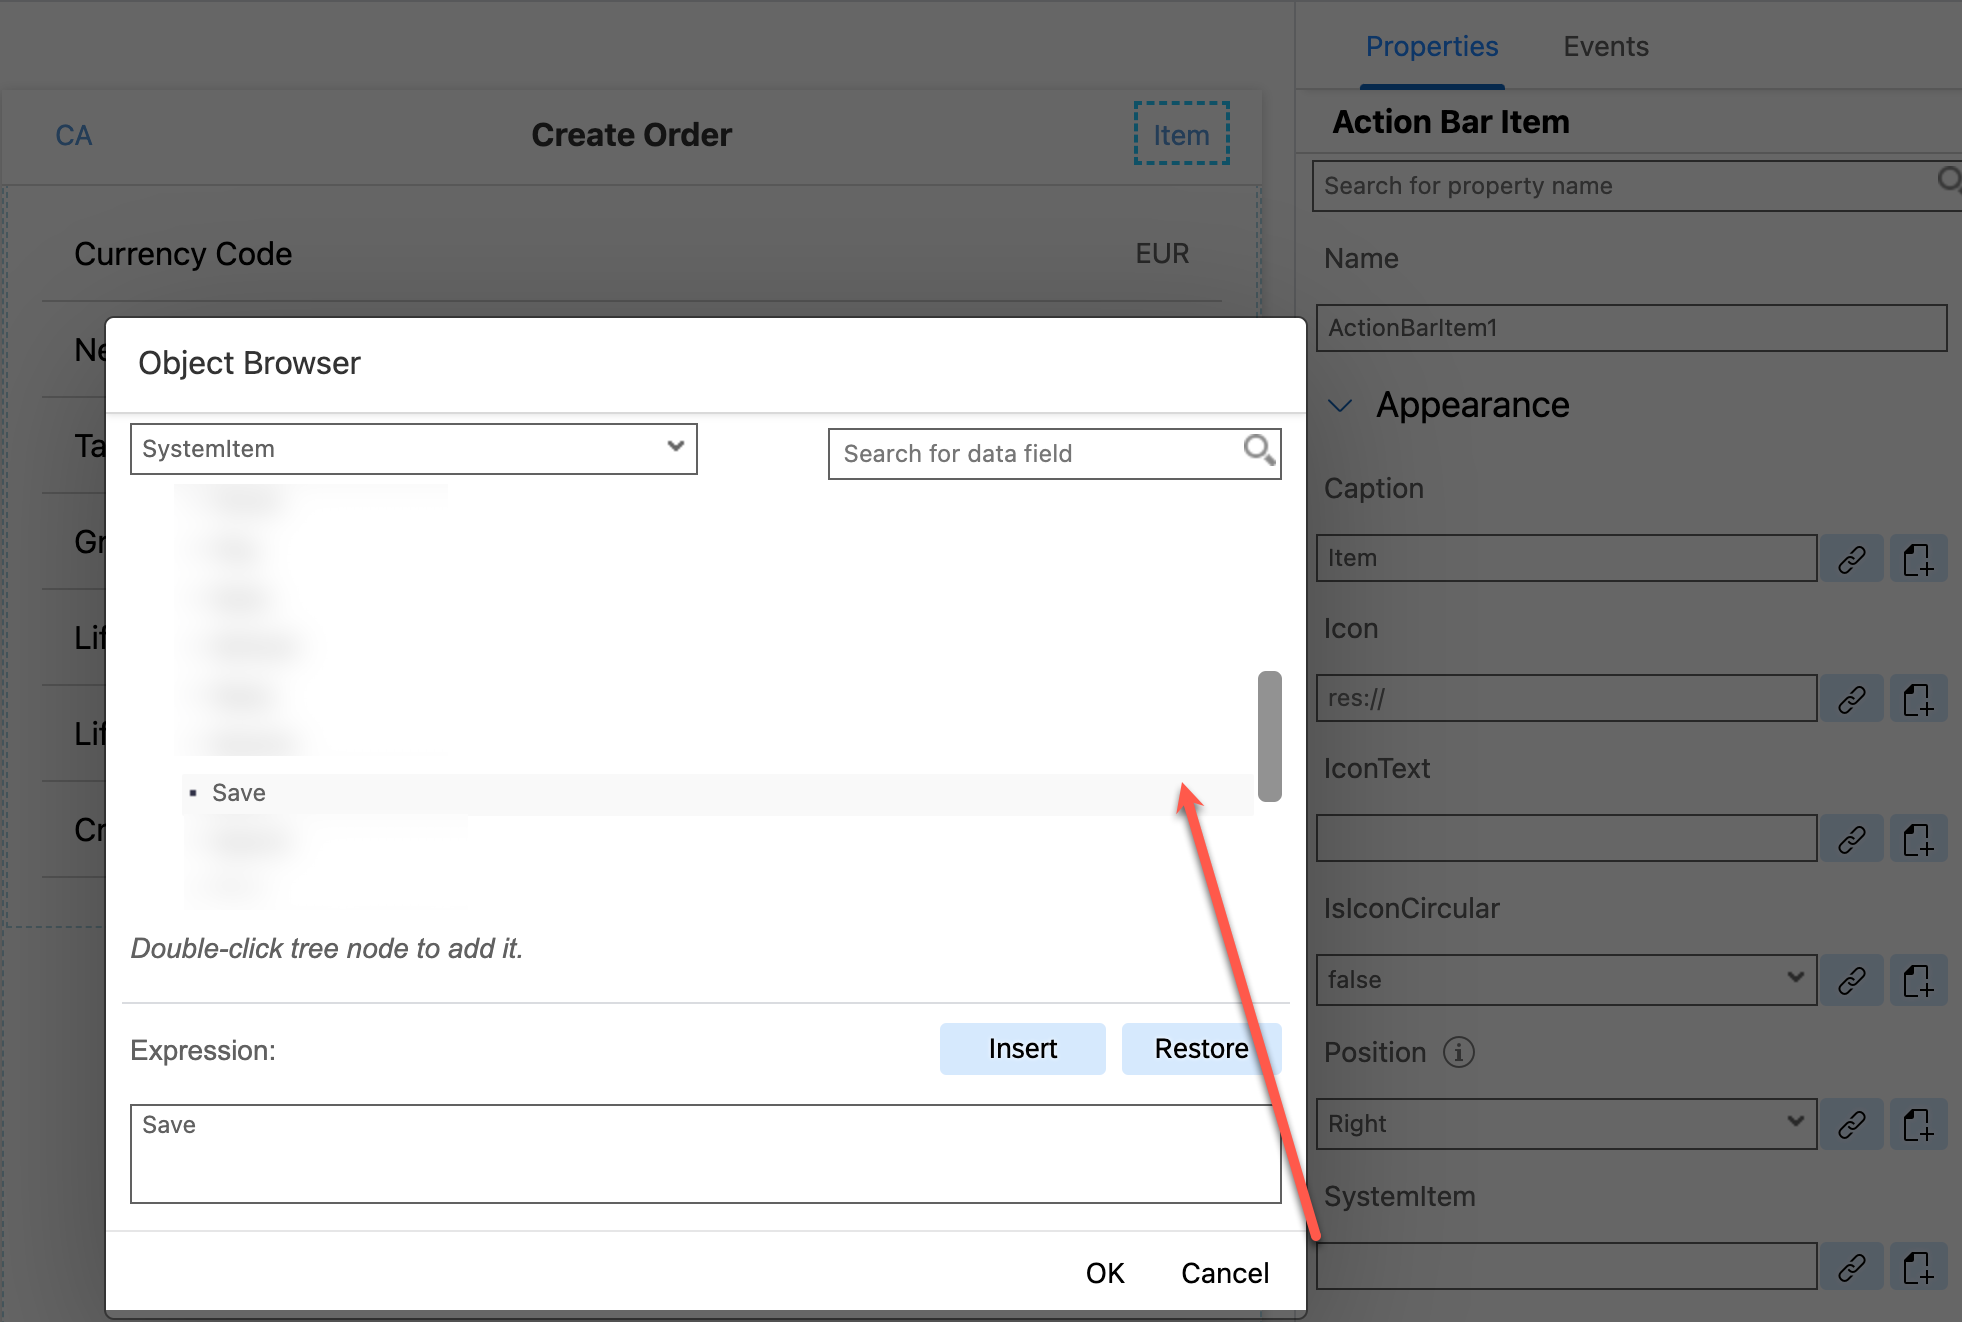 Properties
Events
CA
Create Order
Item
Action Bar Item
Search for property name
Currency Code
EUR
Name
ActionBarItem1
Appearance
Caption
Item
Icon
res://
IconText
IsIconCircular
false
Position
Right
SystemItem
Ne
Ta
Gr
Lif
Lif
Cr
Object Browser
SystemItem
Search for data field
Save
Double-click tree node to add it.
Expression:
Insert
Restore
Save
OK
Cancel